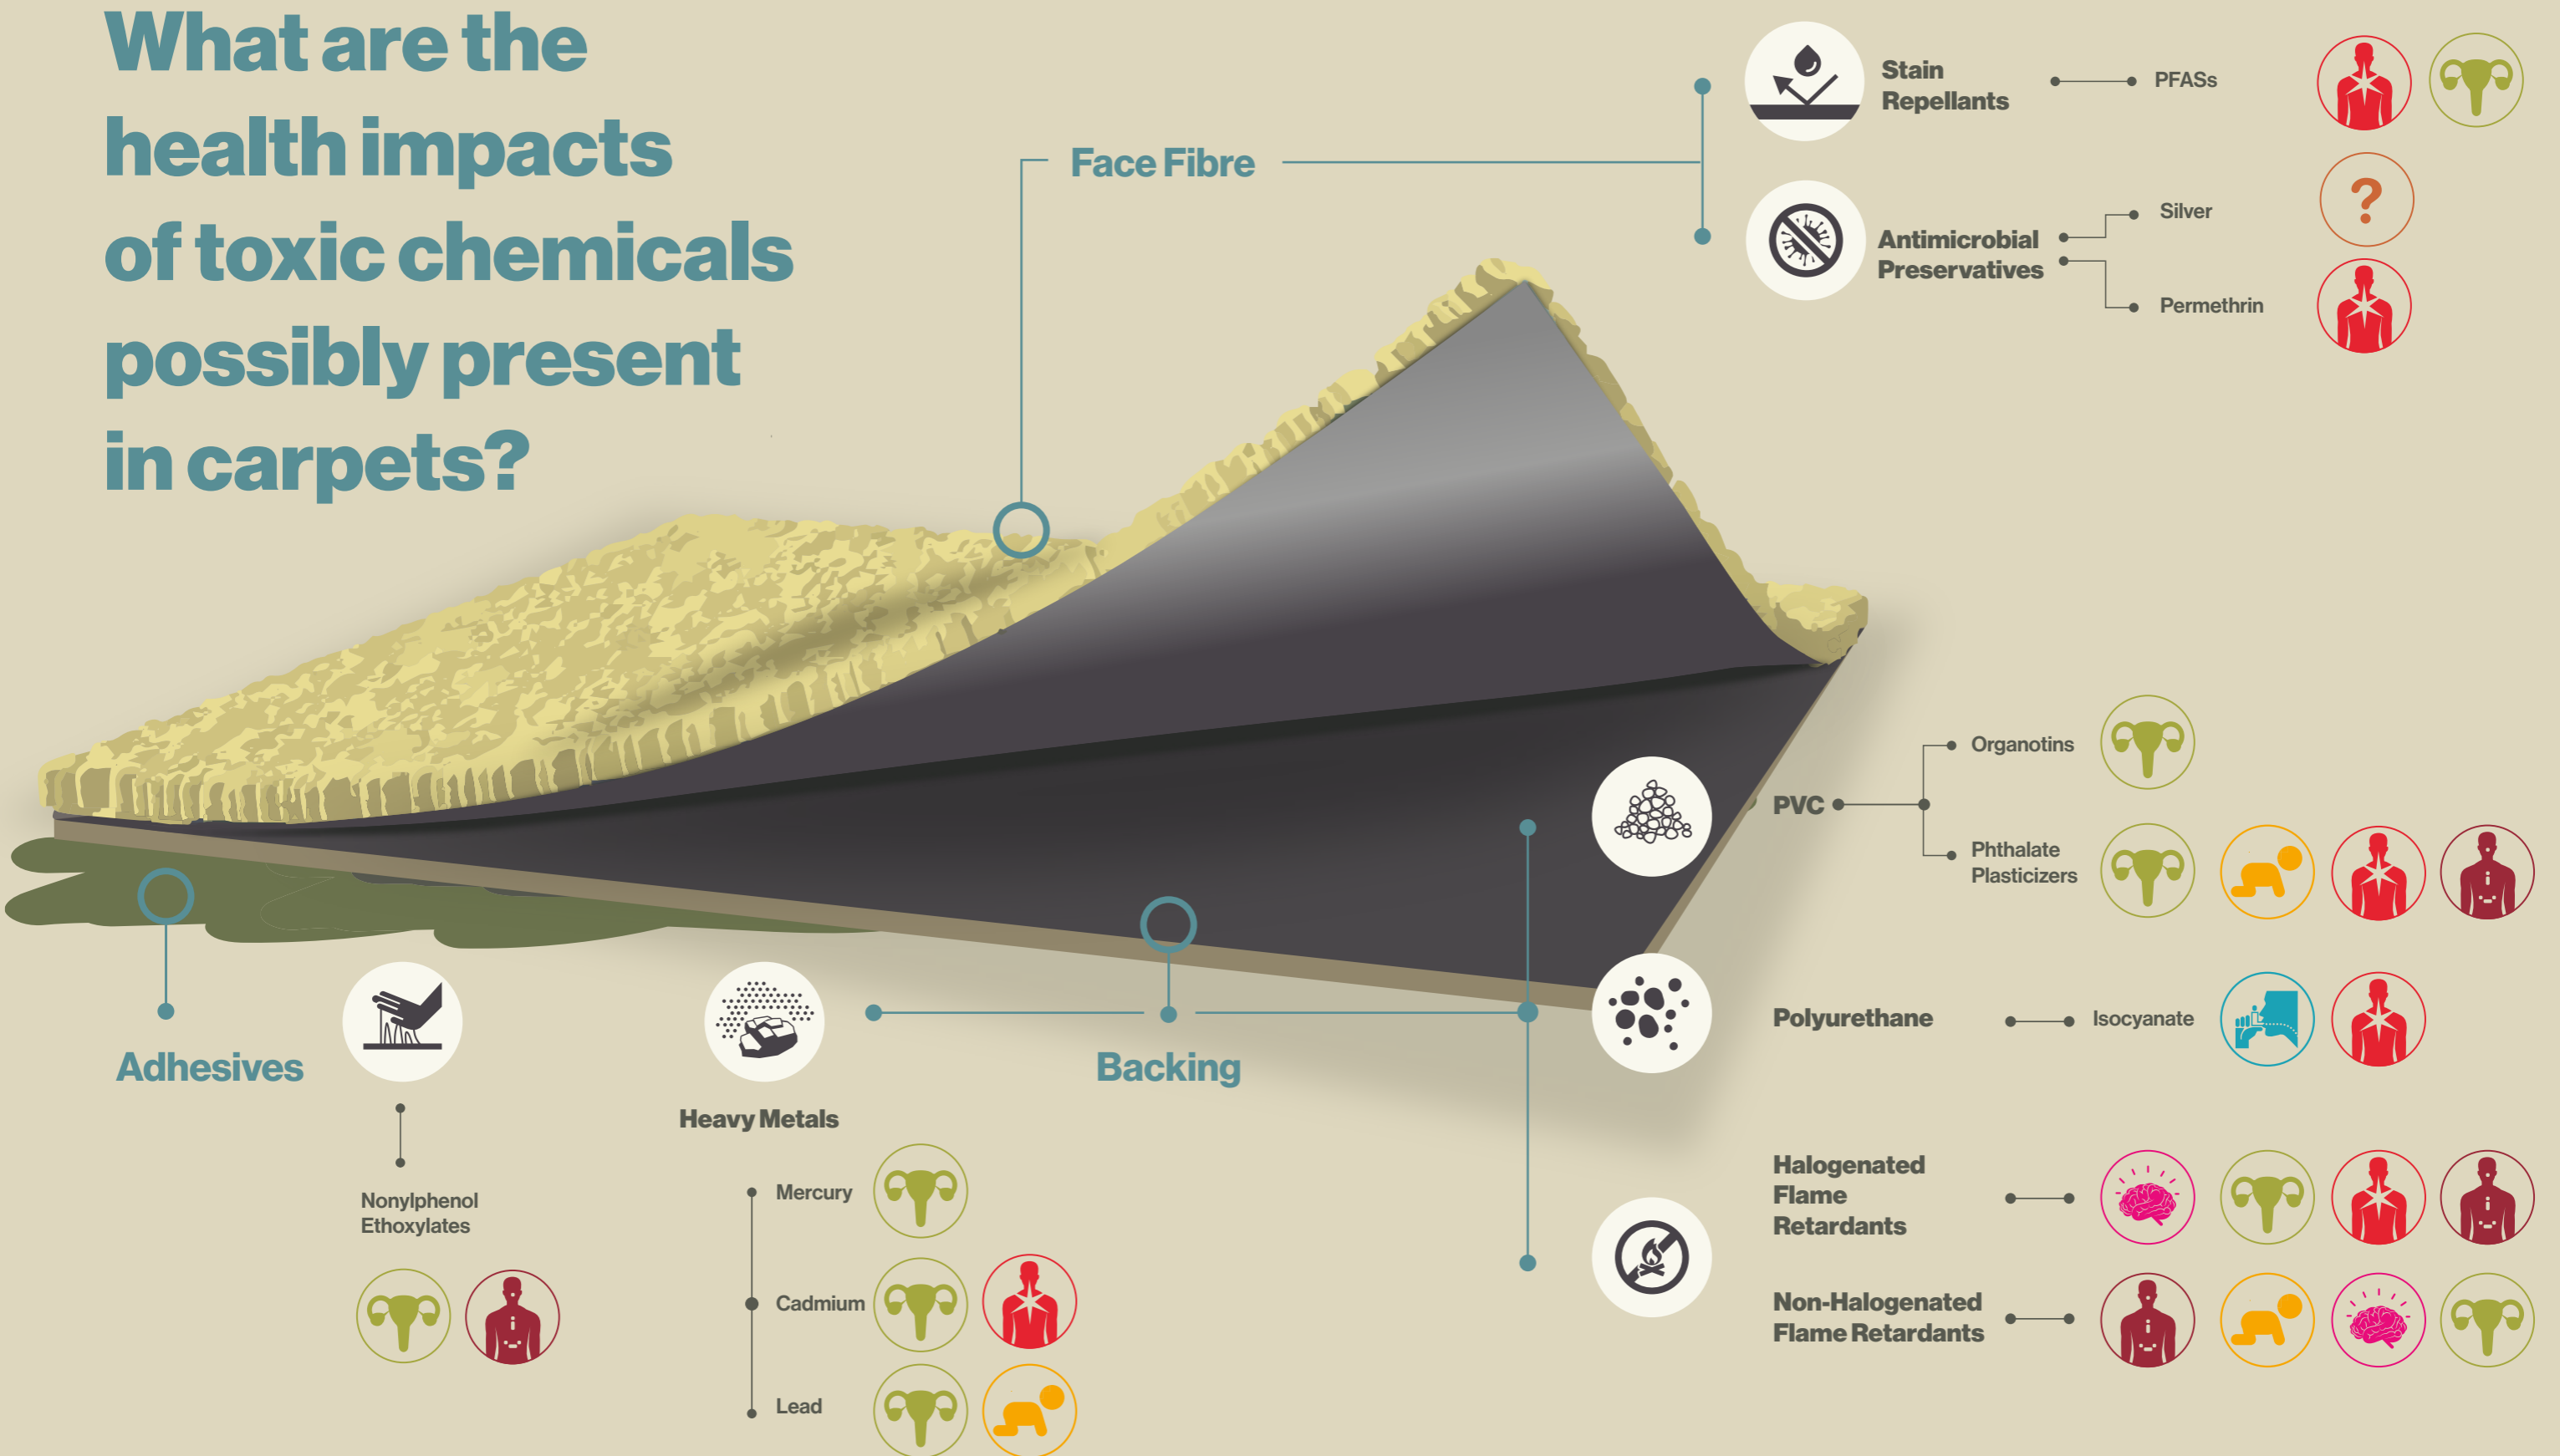 What are the
health impacts
of toxic chemicals
possibly present
in carpets?
Face Fibre
Stain
Repellants
PFASs
Antimicrobial
Preservatives
Silver
?
Permethrin
PVC
Organotins
Phthalate
Plasticizers
Polyurethane
Isocyanate
Halogenated
Flame
Retardants
Non-Halogenated
Flame Retardants
Backing
Heavy Metals
Mercury
Cadmium
Lead
Adhesives
Nonylphenol
Ethoxylates